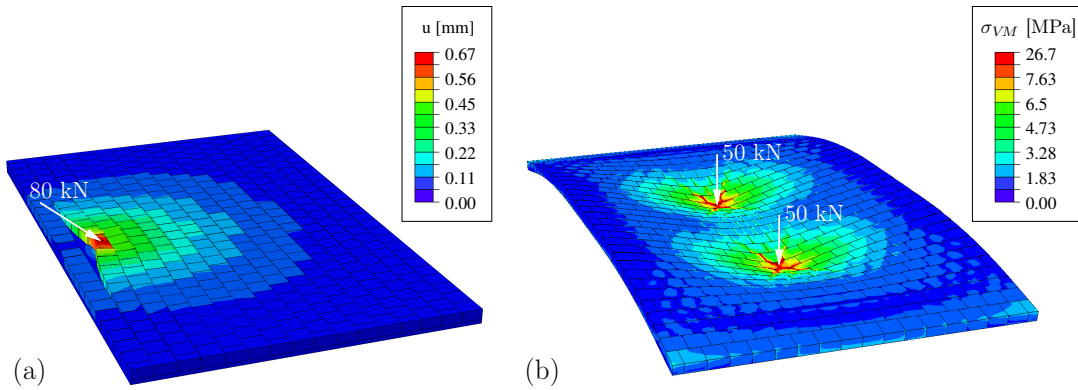 u [mm]
0.67
0.56
0.45
0.33
0.22
0.11
0.00
80 kN
(a)
σ_VM [MPa]
26.7
7.63
6.5
4.73
3.28
1.83
0.00
50 kN
50 kN
(b)